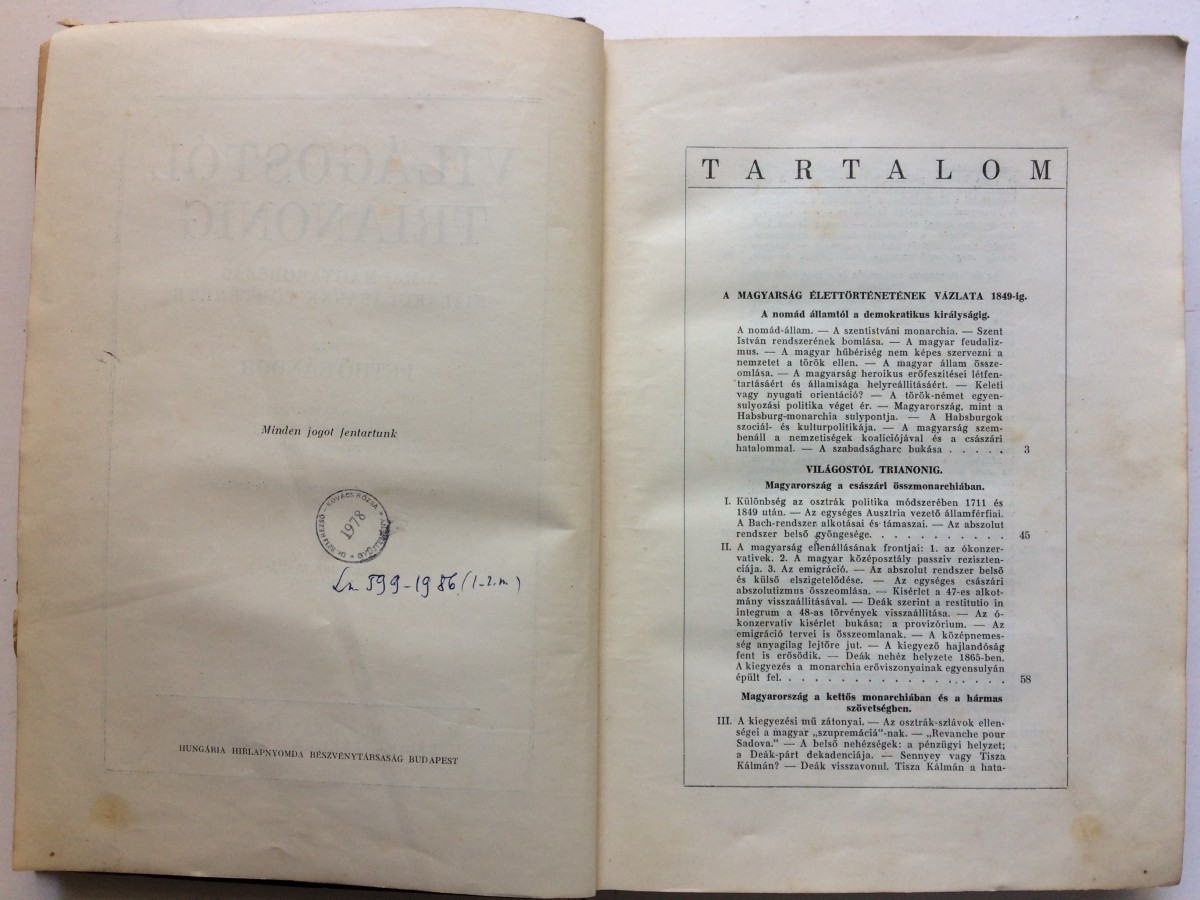 Minden jogot fentartunk
KOVÁCS RÓZSA
1978
Ln. 599-1986 (1-2.m)
HUNGÁRIA HIRLAPNYOMDA RÉSZVÉNYTÁRSASÁG BUDAPEST
TARTALOM
A MAGYARSÁG ÉLETTÖRTÉNETÉNEK VÁZLATA 1849-ig.
A nomád államtól a demokratikus királyságig.
A nomád-állam. — A szentistváni monarchia. — Szent
István rendszerének bomlása. — A magyar feudaliz-
mus. — A magyar hűbériség nem képes szervezni a
nemzetet a török ellen. — A magyar állam össze-
omlása. — A magyarság heroikus erőfeszítései létfen-
tartásáért és államisága helyreállításáért. — Keleti
vagy nyugati orientáció? — A török-német egyen-
sulyozási politika véget ér. — Magyarország, mint a
Habsburg-monarchia sulypontja. — A Habsburgok
szociál- és kulturpolitikája. — A magyarság szem-
benáll a nemzetiségek koaliciójával és a császári
hatalommal. — A szabadságharc bukása . . . . . 3
VILÁGOSTÓL TRIANONIG.
Magyarország a császári összmonarchiában.
I. Különbség az osztrák politika módszerében 1711 és
1849 után. — Az egységes Ausztria vezető államférfiai.
A Bach-rendszer alkotásai és támaszai. — Az abszolut
rendszer belső gyöngesége. . . . . . . . . . . 45
II. A magyarság ellenállásának frontjai: 1. az ókonzer-
vativek. 2. A magyar középosztály passziv reziszten-
ciája. 3. Az emigráció. — Az abszolut rendszer belső
és külső elszigetelődése. — Az egységes császári
abszolutizmus összeomlása. — Kisérlet a 47-es alkot-
mány visszaállításával. — Deák szerint a restitutio in
integrum a 48-as törvények visszaállitása. — Az ó-
konzervativ kisérlet bukása; a provizórium. — Az
emigráció tervei is összeomlanak. — A középnemes-
ség anyagilag lejtőre jut. — A kiegyező hajlandóság
fent is erősödik. — Deák nehéz helyzete 1865-ben.
A kiegyezés a monarchia erőviszonyainak egyensulyán
épült fel. . . . . . . . . . . . . . . . . . . . 58
Magyarország a kettős monarchiában és a hármas
szövetségben.
III. A kiegyezési mű zátonyai. — Az osztrák-szlávok ellen-
ségei a magyar „szupremáciá"-nak. — „Revanche pour
Sadova." — A belső nehézségek: a pénzügyi helyzet;
a Deák-párt dekadenciája. — Sennyey vagy Tisza
Kálmán? — Deák visszavonul. Tisza Kálmán a hata-